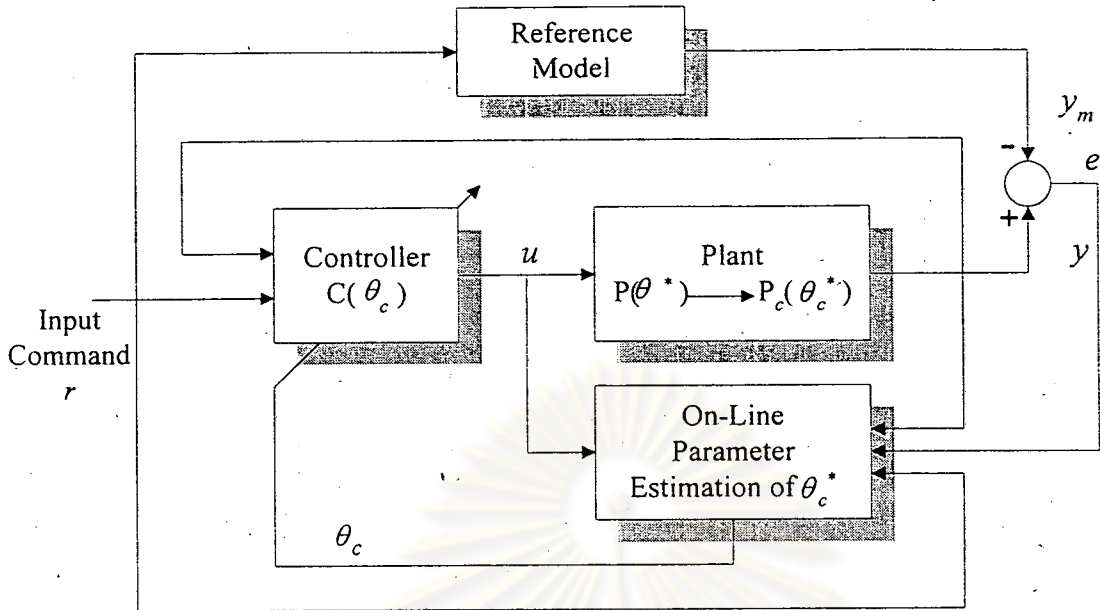 Reference
Model
y_m
-
e
+
y
Controller
C( θ_c )
u
Plant
P(θ *) → P_c(θ_c*)
Input
Command
r
On-Line
Parameter
Estimation of θ_c*
θ_c